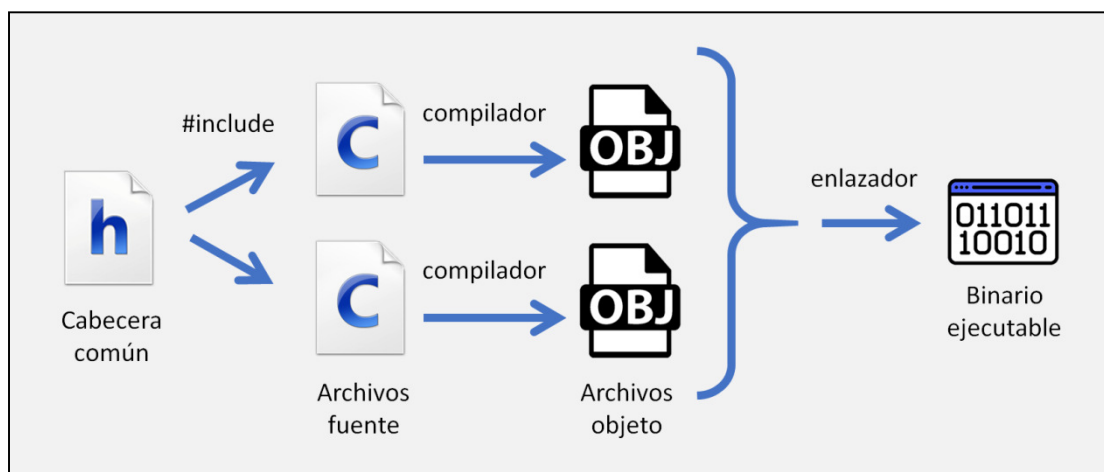 #include
compilador
h
C
OBJ
enlazador
011011
10010
compilador
C
OBJ
Cabecera
común
Archivos
fuente
Archivos
objeto
Binario
ejecutable